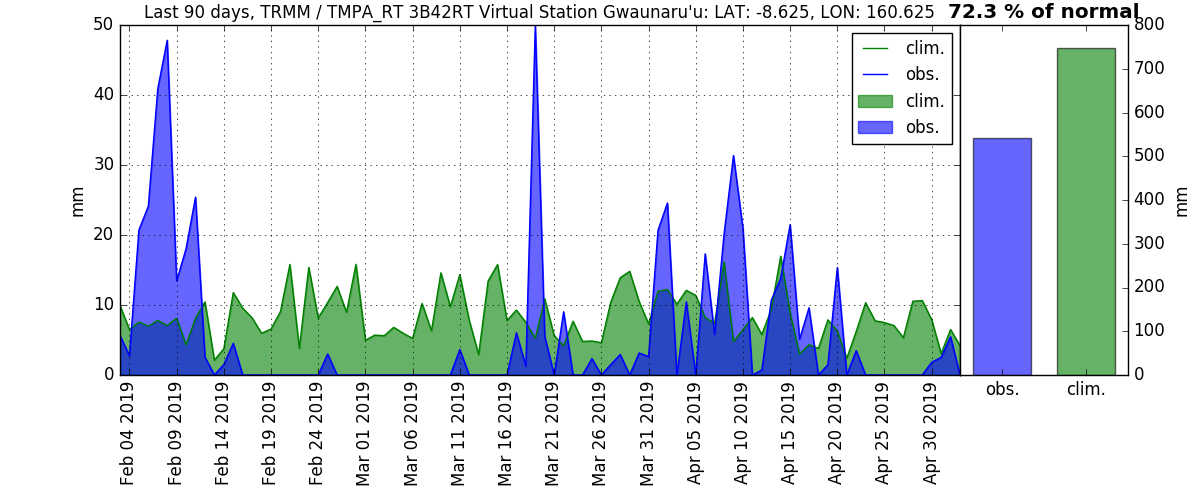 Last 90 days, TRMM / TMPA_RT 3B42RT Virtual Station Gwaunaru'u: LAT: -8.625, LON: 160.625
72.3 % of normal
50
40
30
20
10
0
mm
clim.
obs.
clim.
obs.
Feb 04 2019
Feb 09 2019
Feb 14 2019
Feb 19 2019
Feb 24 2019
Mar 01 2019
Mar 06 2019
Mar 11 2019
Mar 16 2019
Mar 21 2019
Mar 26 2019
Mar 31 2019
Apr 05 2019
Apr 10 2019
Apr 15 2019
Apr 20 2019
Apr 25 2019
Apr 30 2019
800
700
600
500
400
300
200
100
0
mm
obs.
clim.